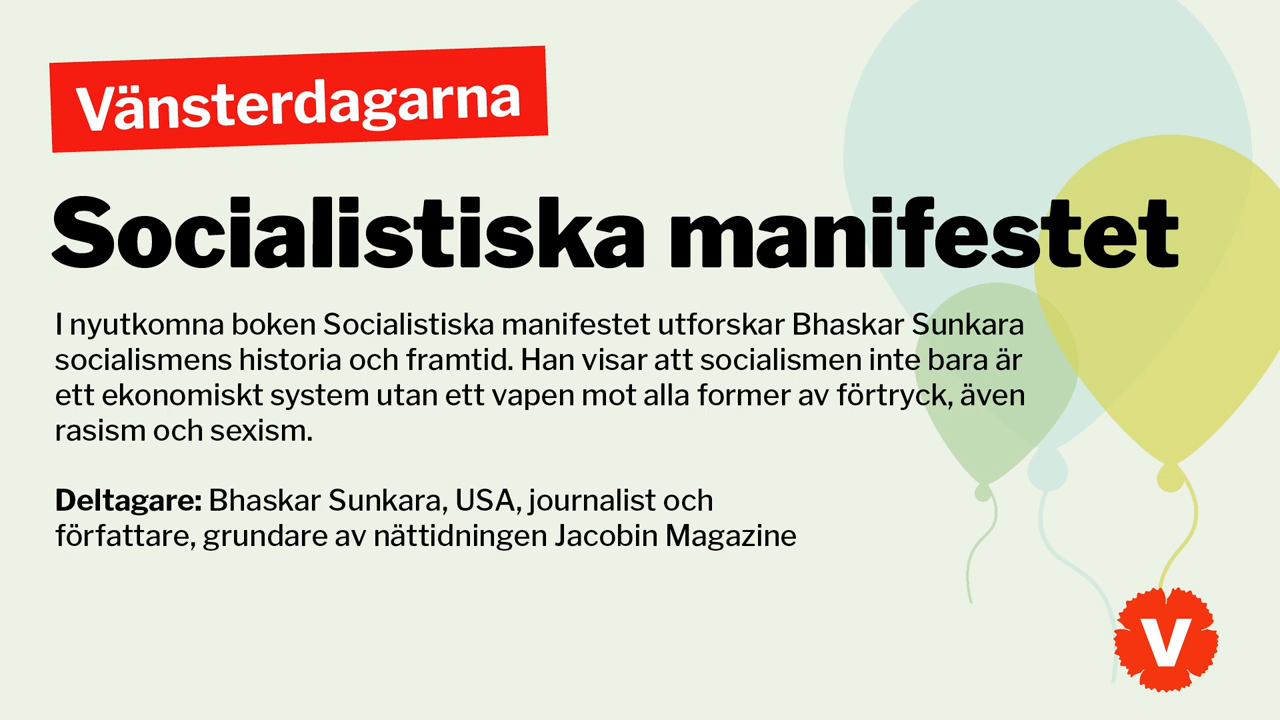 Vänsterdagarna
Socialistiska manifestet
I nyutkomna boken Socialistiska manifestet utforskar Bhaskar Sunkara
socialismens historia och framtid. Han visar att socialismen inte bara är
ett ekonomiskt system utan ett vapen mot alla former av förtryck, även
rasism och sexism.
Deltagare: Bhaskar Sunkara, USA, journalist och
författare, grundare av nättidningen Jacobin Magazine
V